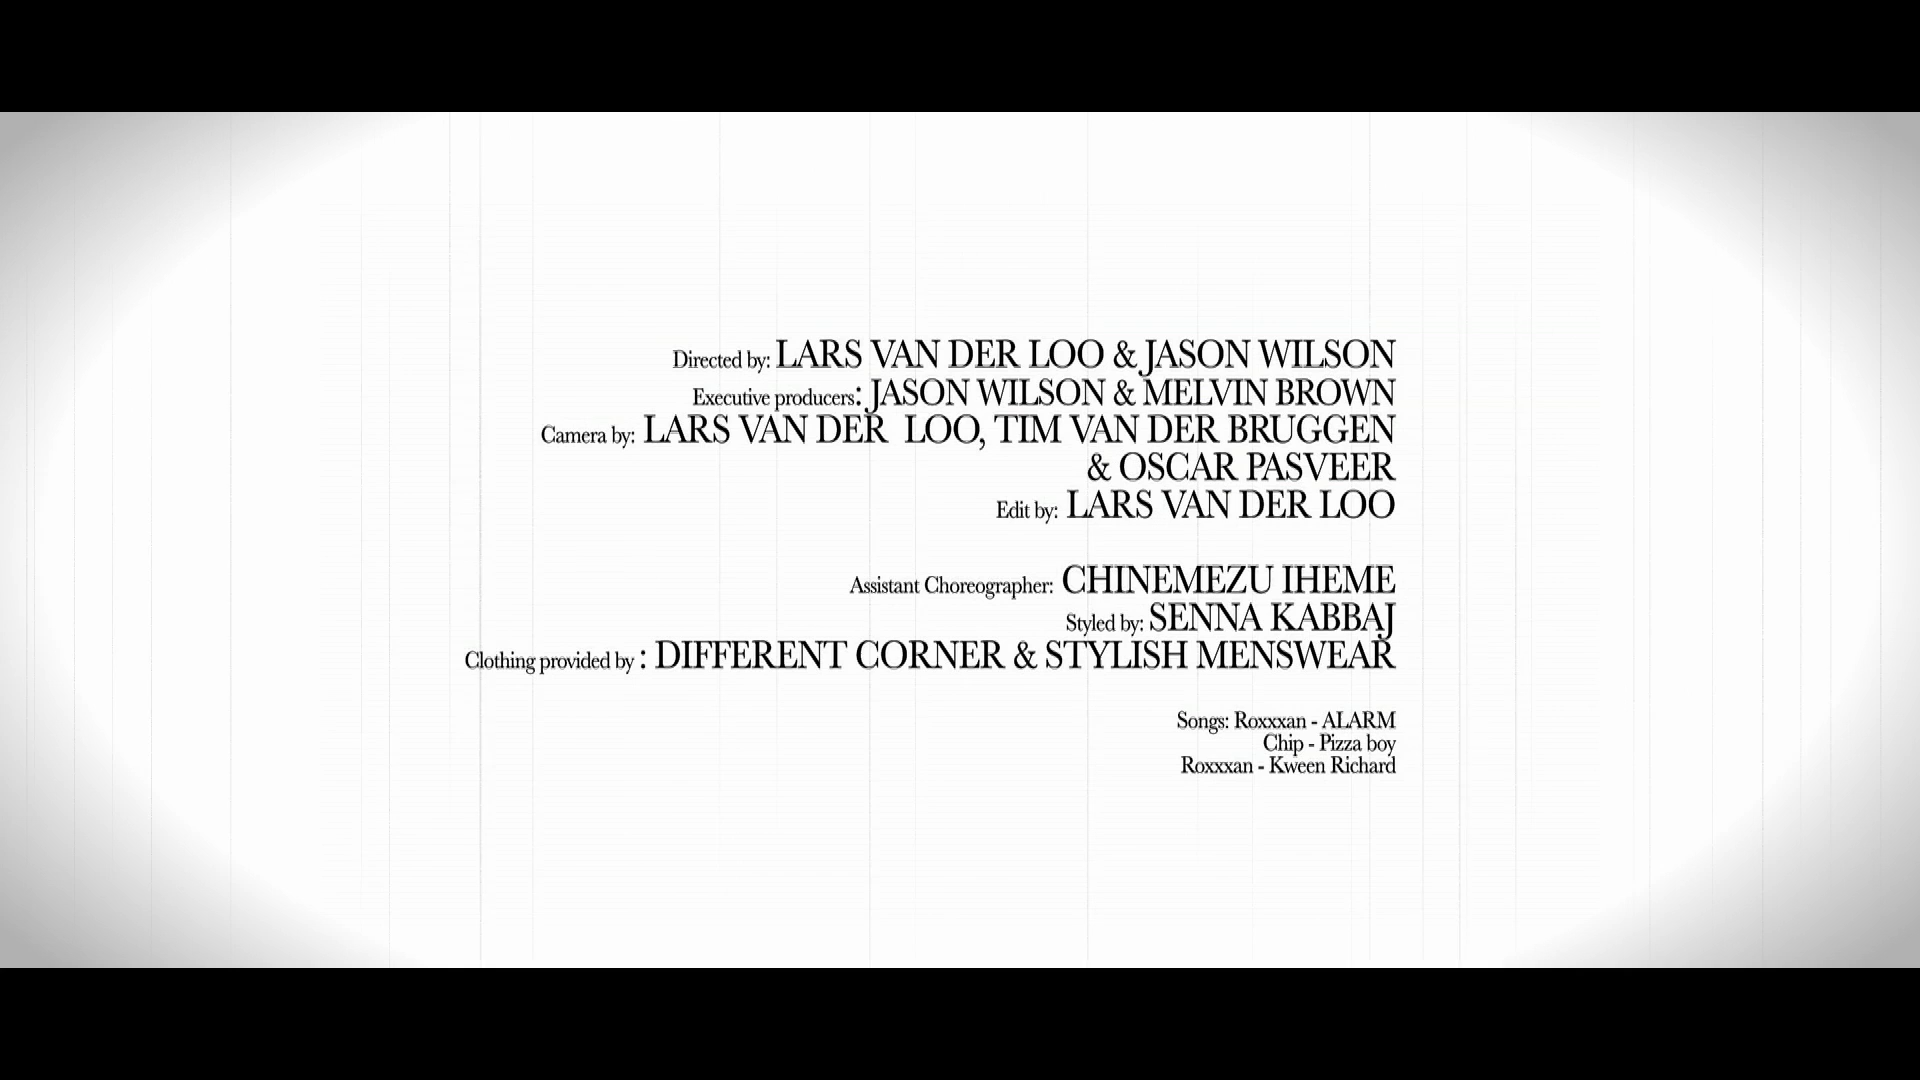 Directed by: LARS VAN DER LOO & JASON WILSON
Executive producers: JASON WILSON & MELVIN BROWN
Camera by: LARS VAN DER LOO, TIM VAN DER BRUGGEN
& OSCAR PASVEER
Edit by: LARS VAN DER LOO
Assistant Choreographer: CHINEMEZU IHEME
Styled by: SENNA KABBAJ
Clothing provided by : DIFFERENT CORNER & STYLISH MENSWEAR
Songs: Roxxxan - ALARM
Chip - Pizza boy
Roxxxan - Kween Richard